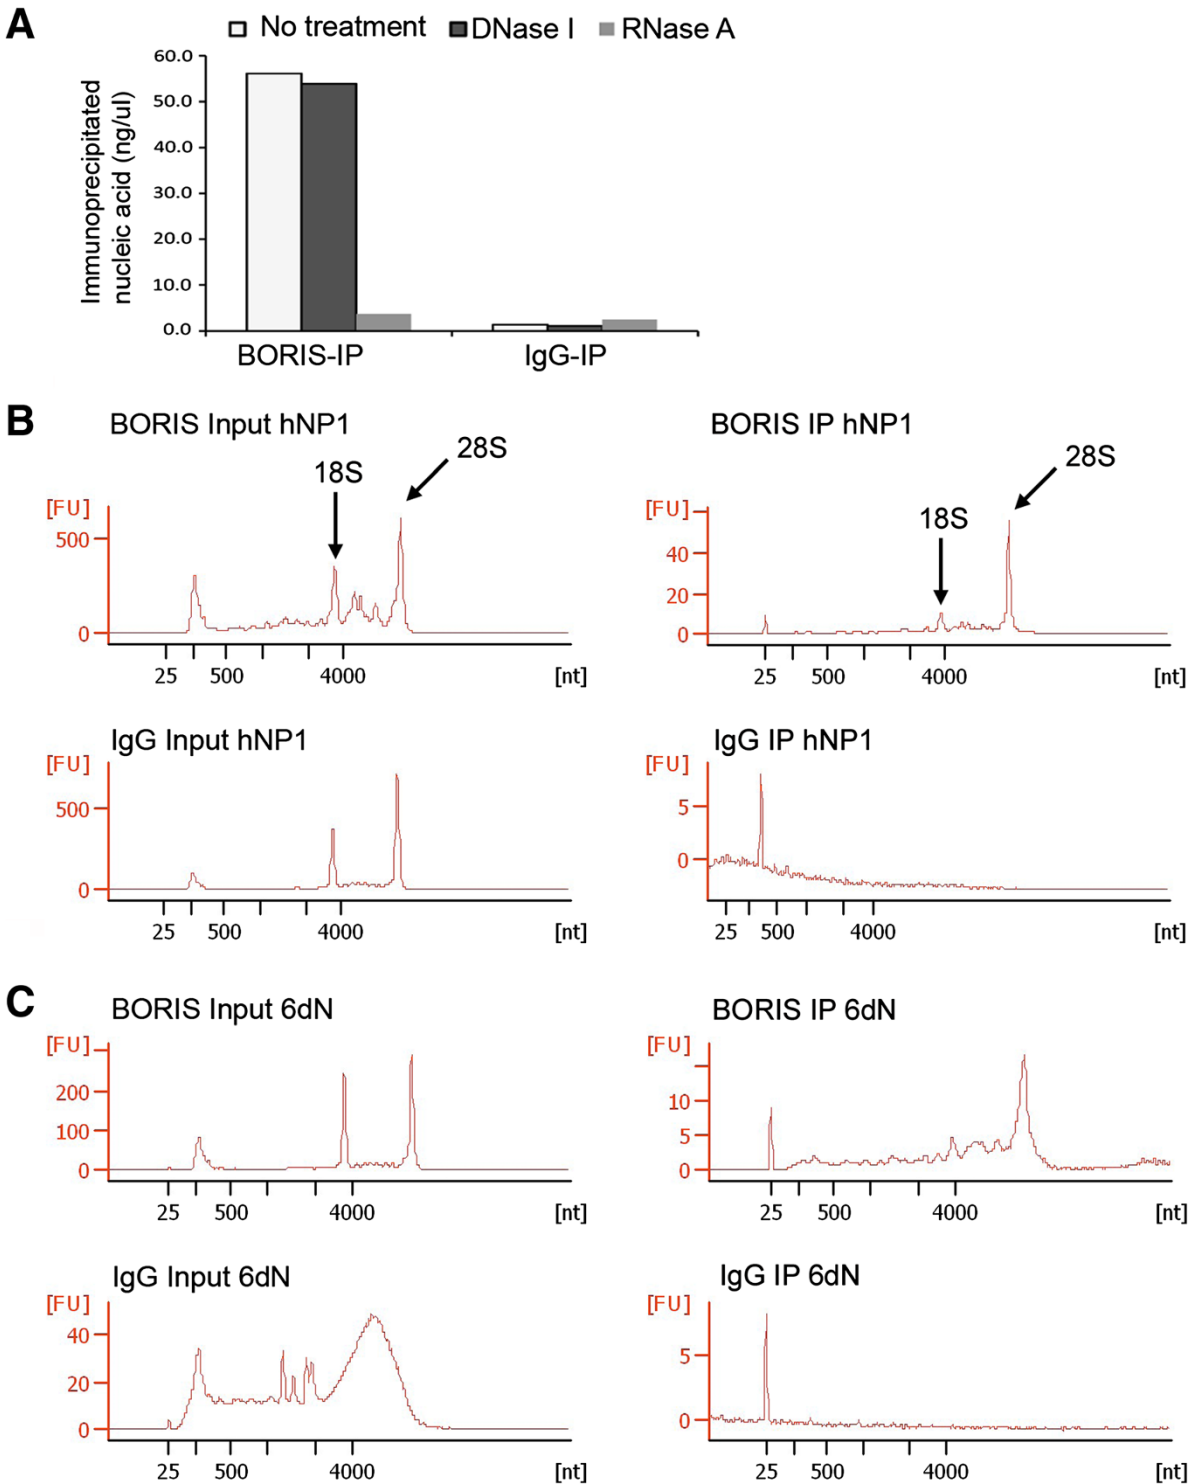 A
No treatment DNase I RNase A
Immunoprecipitated
nucleic acid (ng/ul)
60.0
50.0
40.0
30.0
20.0
10.0
0.0
BORIS-IP IgG-IP
B
BORIS Input hNP1
18S
28S
[FU]
500
0
25 500 4000 [nt]
BORIS IP hNP1
18S
28S
[FU]
40
20
0
25 500 4000 [nt]
IgG Input hNP1
[FU]
500
0
25 500 4000 [nt]
IgG IP hNP1
[FU]
5
0
25 500 4000 [nt]
C
BORIS Input 6dN
[FU]
200
100
0
25 500 4000 [nt]
BORIS IP 6dN
[FU]
10
5
0
25 500 4000 [nt]
IgG Input 6dN
[FU]
40
20
0
25 500 4000 [nt]
IgG IP 6dN
[FU]
5
0
25 500 4000 [nt]